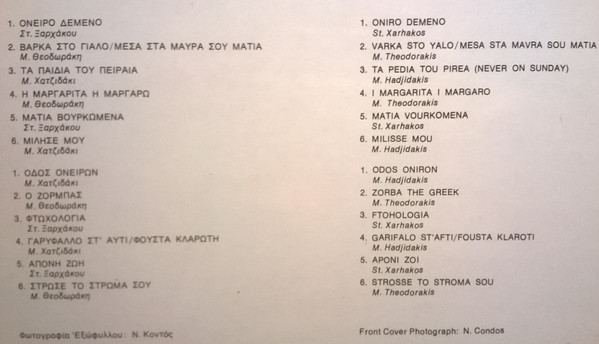 1. ΟΝΕΙΡΟ ΔΕΜΕΝΟ
Στ. Ξαρχάκου
2. ΒΑΡΚΑ ΣΤΟ ΓΙΑΛΟ/ΜΕΣΑ ΣΤΑ ΜΑΥΡΑ ΣΟΥ ΜΑΤΙΑ
Μ. Θεοδωράκη
3. ΤΑ ΠΑΙΔΙΑ ΤΟΥ ΠΕΙΡΑΙΑ
Μ. Χατζιδάκι
4. Η ΜΑΡΓΑΡΙΤΑ Η ΜΑΡΓΑΡΩ
Μ. Θεοδωράκη
5. ΜΑΤΙΑ ΒΟΥΡΚΩΜΕΝΑ
Στ. Ξαρχάκου
6. ΜΙΛΗΣΕ ΜΟΥ
Μ. Χατζιδάκι
1. ΟΔΟΣ ΟΝΕΙΡΩΝ
Μ. Χατζιδάκι
2. Ο ΖΟΡΜΠΑΣ
Μ. Θεοδωράκη
3. ΦΤΩΧΟΛΟΓΙΑ
Στ. Ξαρχάκου
4. ΓΑΡΥΦΑΛΛΟ ΣΤ' ΑΥΤΙ/ΦΟΥΣΤΑ ΚΛΑΡΩΤΗ
Μ. Χατζιδάκι
5. ΑΠΟΝΗ ΖΩΗ
Στ. Ξαρχάκου
6. ΣΤΡΩΣΕ ΤΟ ΣΤΡΩΜΑ ΣΟΥ
Μ. Θεοδωράκη
Φωτογραφία Ἐξώφυλλου: Ν. Κοντός
1. ONIRO DEMENO
St. Xarhakos
2. VARKA STO YALO/MESA STA MAVRA SOU MATIA
M. Theodorakis
3. TA PEDIA TOU PIREA (NEVER ON SUNDAY)
M. Hadjidakis
4. I MARGARITA I MARGARO
M. Theodorakis
5. MATIA VOURKOMENA
St. Xarhakos
6. MILISSE MOU
M. Hadjidakis
1. ODOS ONIRON
M. Hadjidakis
2. ZORBA THE GREEK
M. Theodorakis
3. FTOHOLOGIA
St. Xarhakos
4. GARIFALO ST'AFTI/FOUSTA KLAROTI
M. Hadjidakis
5. APONI ZOI
St. Xarhakos
6. STROSSE TO STROMA SOU
M. Theodorakis
Front Cover Photograph: N. Condos